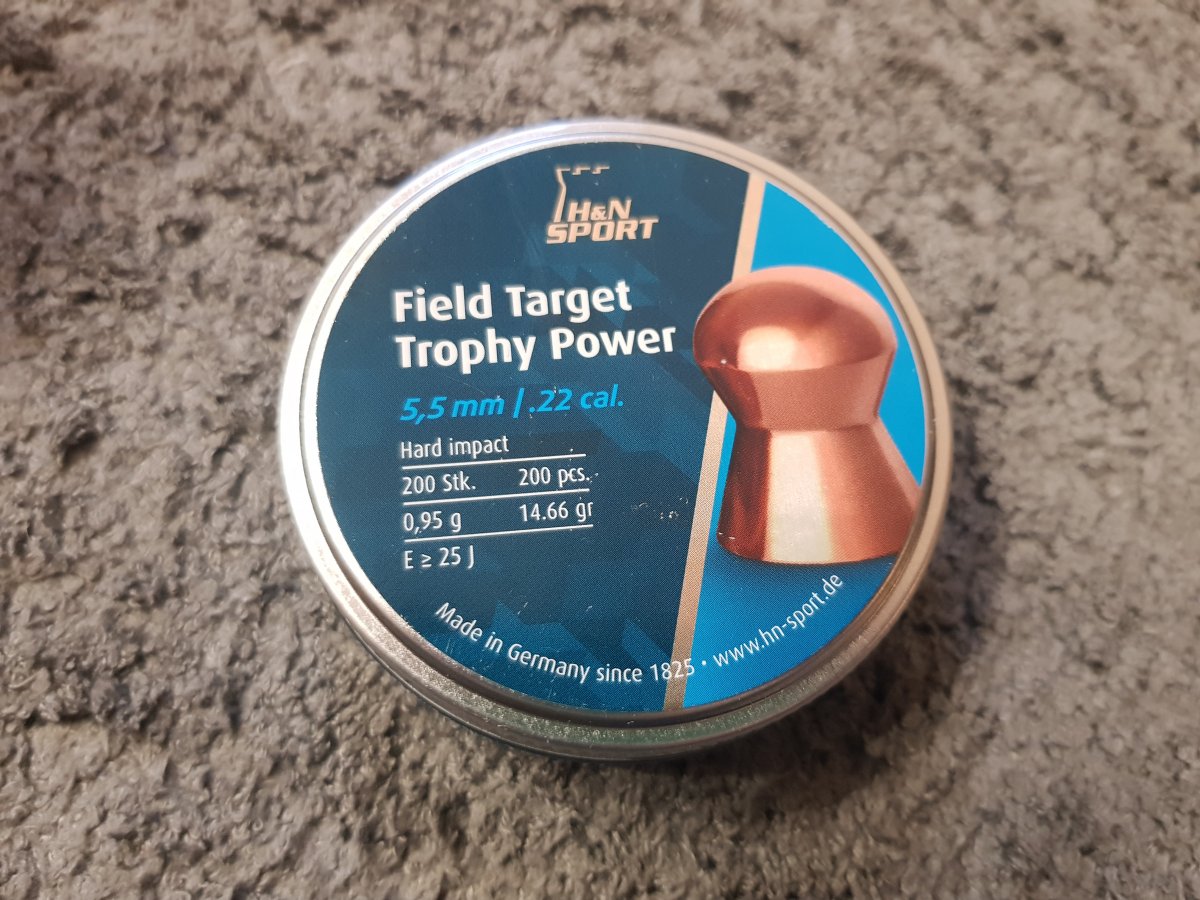 H&N
SPORT
Field Target
Trophy Power
5,5 mm | .22 cal.
Hard impact
200 Stk. 200 pcs.
0,95 g 14.66 gr
E ≥ 25 J
Made in Germany since 1825 • www.hn-sport.de